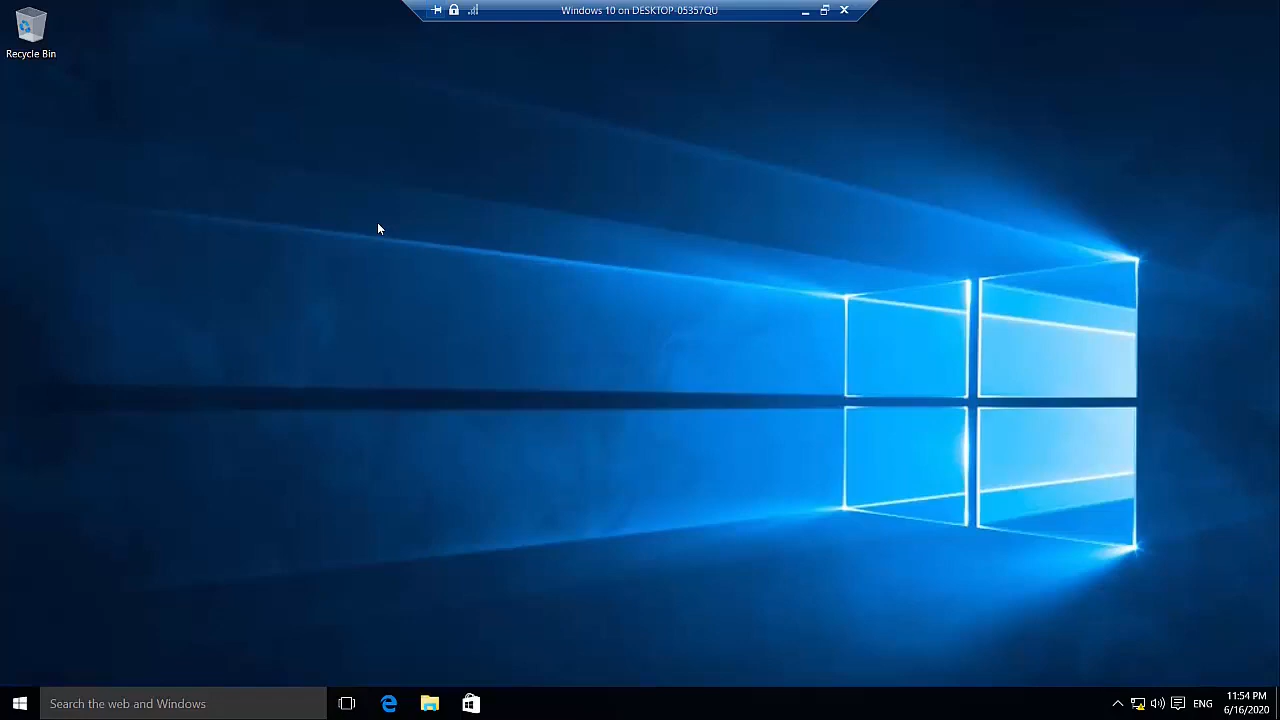 Windows 10 on DESKTOP-05357QU
Recycle Bin
Search the web and Windows
ENG
11:54 PM
6/16/2020